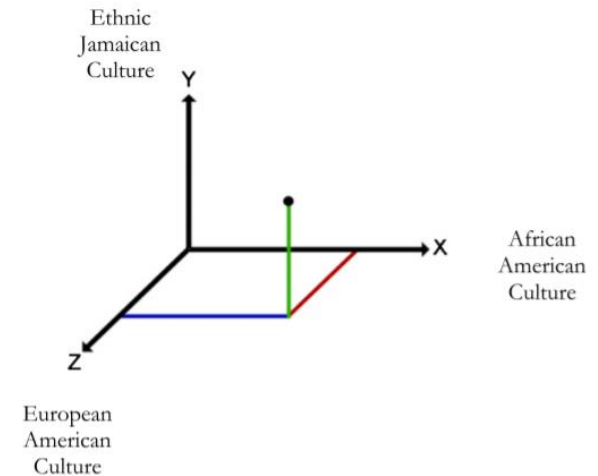 Ethnic
Jamaican
Culture
Y
X
African
American
Culture
Z
European
American
Culture